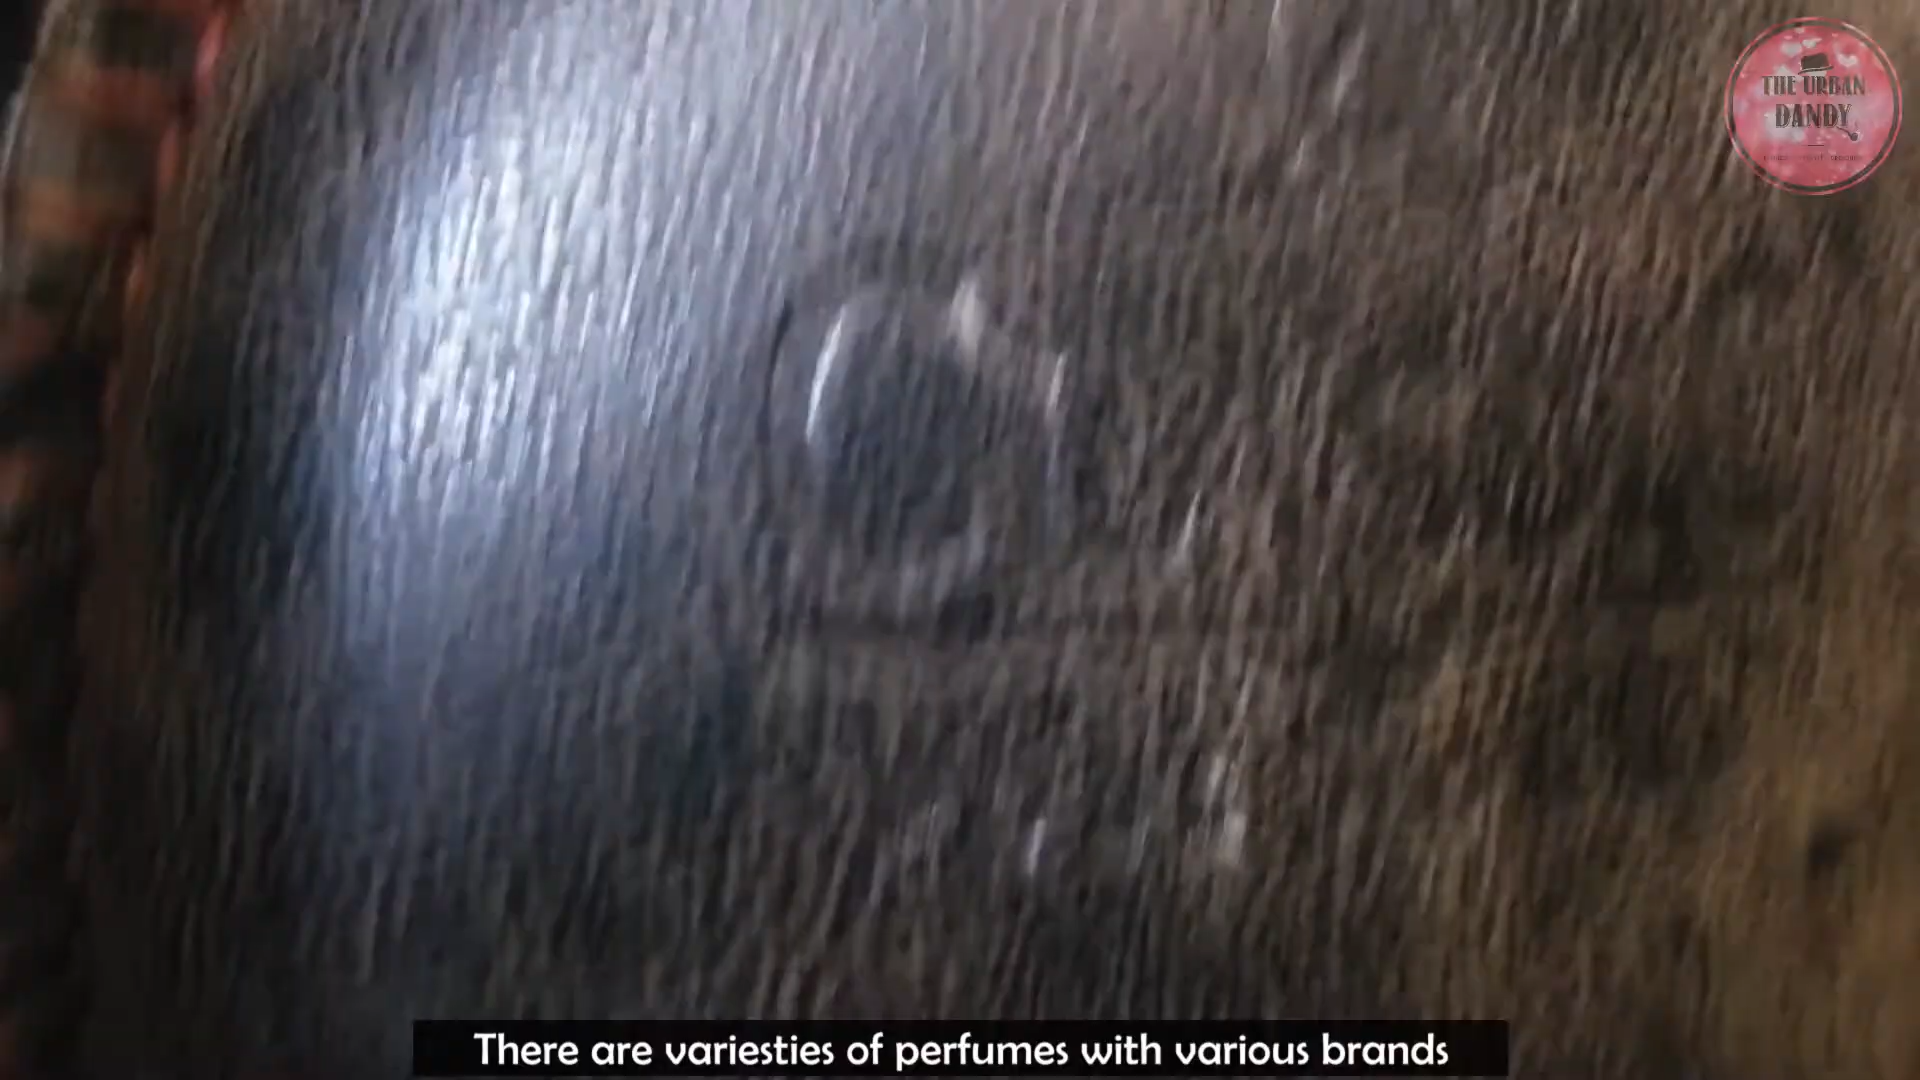 THE URBAN
DANDY
There are variesties of perfumes with various brands